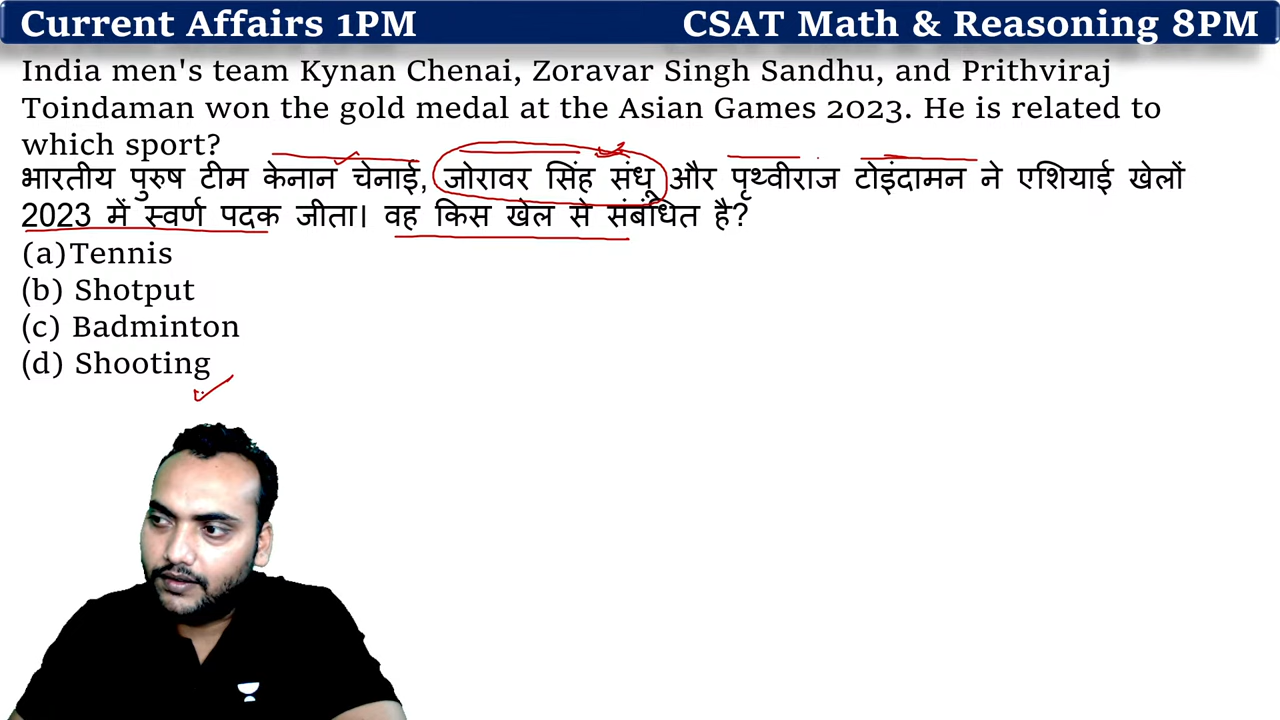 Current Affairs 1PM
CSAT Math & Reasoning 8PM
India men's team Kynan Chenai, Zoravar Singh Sandhu, and Prithviraj
Toindaman won the gold medal at the Asian Games 2023. He is related to
which sport?
भारतीय पुरुष टीम केनान चेनाई, जोरावर सिंह संधू और पृथ्वीराज टोइंदामन ने एशियाई खेलों
2023 में स्वर्ण पदक जीता। वह किस खेल से संबंधित है?
(a)Tennis
(b) Shotput
(c) Badminton
(d) Shooting